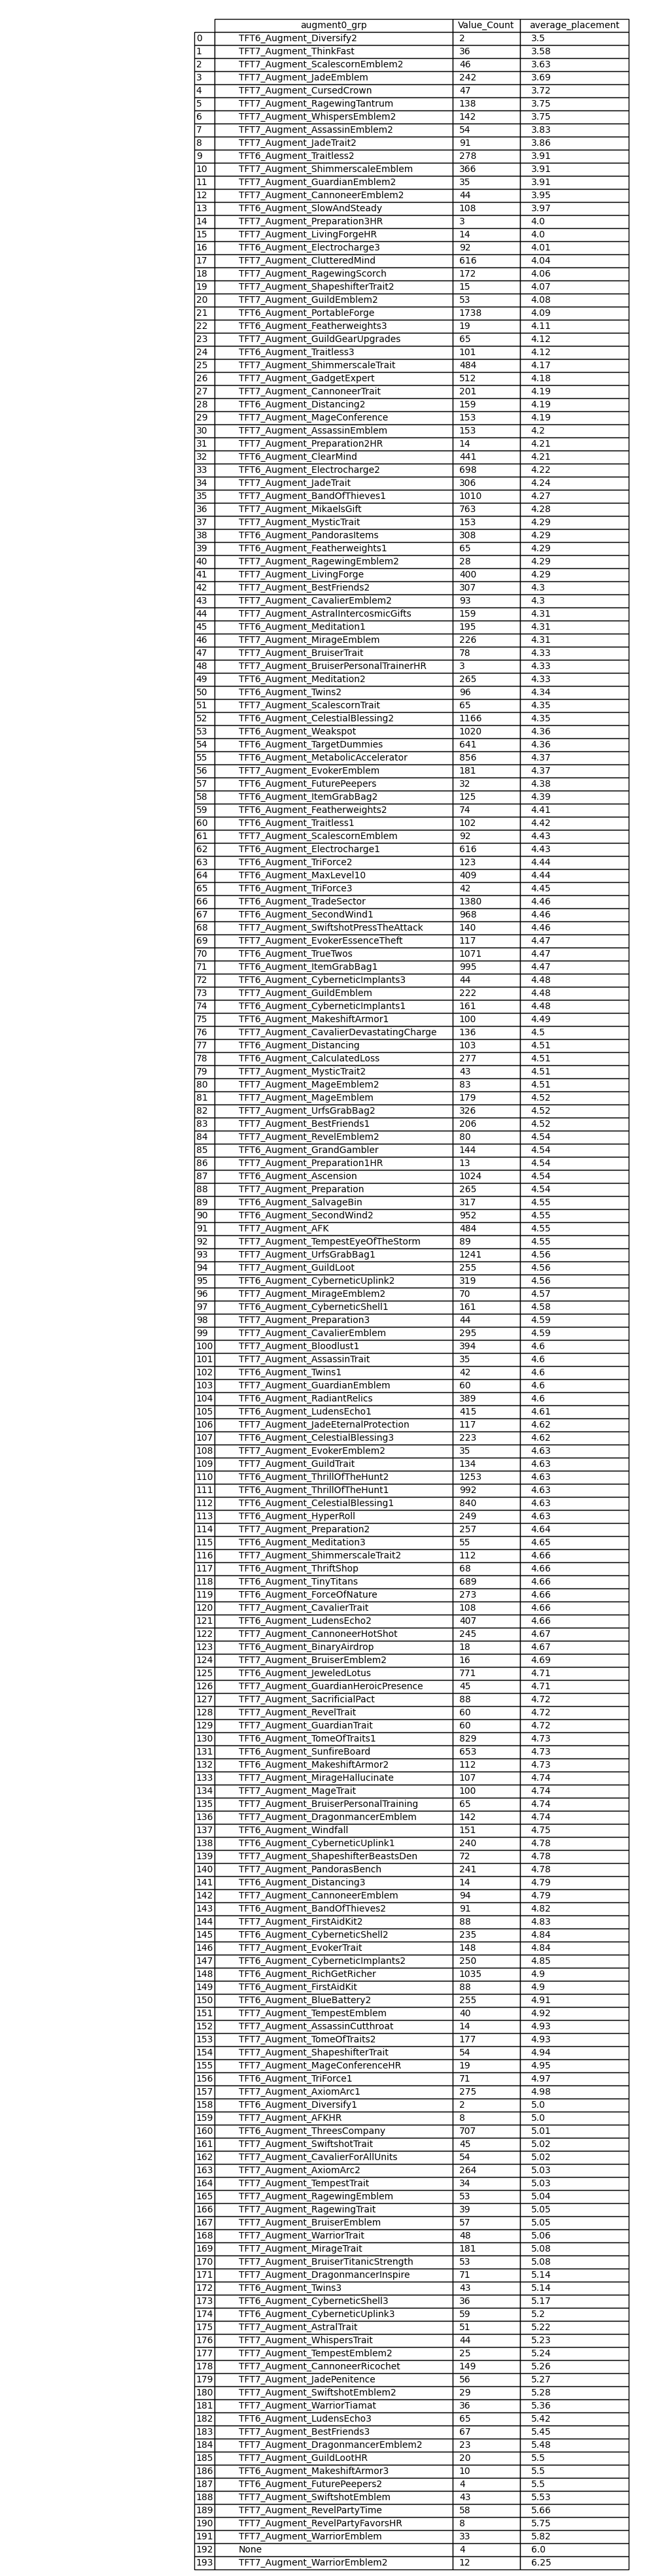 augment0_grp Value_Count average_placement
0 TFT6_Augment_Diversify2 2 3.5
1 TFT7_Augment_ThinkFast 36 3.58
2 TFT7_Augment_ScalescornEmblem2 46 3.63
3 TFT7_Augment_JadeEmblem 242 3.69
4 TFT7_Augment_CursedCrown 47 3.72
5 TFT7_Augment_RagewingTantrum 138 3.75
6 TFT7_Augment_WhispersEmblem2 142 3.75
7 TFT7_Augment_AssassinEmblem2 54 3.83
8 TFT7_Augment_JadeTrait2 91 3.86
9 TFT6_Augment_Traitless2 278 3.91
10 TFT7_Augment_ShimmerscaleEmblem 366 3.91
11 TFT7_Augment_GuardianEmblem2 35 3.91
12 TFT7_Augment_CannoneerEmblem2 44 3.95
13 TFT6_Augment_SlowAndSteady 108 3.97
14 TFT7_Augment_Preparation3HR 3 4.0
15 TFT7_Augment_LivingForgeHR 14 4.0
16 TFT6_Augment_Electrocharge3 92 4.01
17 TFT7_Augment_ClutteredMind 616 4.04
18 TFT7_Augment_RagewingScorch 172 4.06
19 TFT7_Augment_ShapeshifterTrait2 15 4.07
20 TFT7_Augment_GuildEmblem2 53 4.08
21 TFT6_Augment_PortableForge 1738 4.09
22 TFT6_Augment_Featherweights3 19 4.11
23 TFT7_Augment_GuildGearUpgrades 65 4.12
24 TFT6_Augment_Traitless3 101 4.12
25 TFT7_Augment_ShimmerscaleTrait 484 4.17
26 TFT7_Augment_GadgetExpert 512 4.18
27 TFT7_Augment_CannoneerTrait 201 4.19
28 TFT6_Augment_Distancing2 159 4.19
29 TFT7_Augment_MageConference 153 4.19
30 TFT7_Augment_AssassinEmblem 153 4.2
31 TFT7_Augment_Preparation2HR 14 4.21
32 TFT6_Augment_ClearMind 441 4.21
33 TFT6_Augment_Electrocharge2 698 4.22
34 TFT7_Augment_JadeTrait 306 4.24
35 TFT7_Augment_BandOfThieves1 1010 4.27
36 TFT7_Augment_MikaelsGift 763 4.28
37 TFT7_Augment_MysticTrait 153 4.29
38 TFT6_Augment_PandorasItems 308 4.29
39 TFT6_Augment_Featherweights1 65 4.29
40 TFT7_Augment_RagewingEmblem2 28 4.29
41 TFT7_Augment_LivingForge 400 4.29
42 TFT7_Augment_BestFriends2 307 4.3
43 TFT7_Augment_CavalierEmblem2 93 4.3
44 TFT7_Augment_AstralIntercosmicGifts 159 4.31
45 TFT6_Augment_Meditation1 195 4.31
46 TFT7_Augment_MirageEmblem 226 4.31
47 TFT7_Augment_BruiserTrait 78 4.33
48 TFT7_Augment_BruiserPersonalTrainerHR 3 4.33
49 TFT6_Augment_Meditation2 265 4.33
50 TFT6_Augment_Twins2 96 4.34
51 TFT7_Augment_ScalescornTrait 65 4.35
52 TFT6_Augment_CelestialBlessing2 1166 4.35
53 TFT6_Augment_Weakspot 1020 4.36
54 TFT6_Augment_TargetDummies 641 4.36
55 TFT6_Augment_MetabolicAccelerator 856 4.37
56 TFT7_Augment_EvokerEmblem 181 4.37
57 TFT7_Augment_FuturePeepers 32 4.38
58 TFT6_Augment_ItemGrabBag2 125 4.39
59 TFT6_Augment_Featherweights2 74 4.41
60 TFT6_Augment_Traitless1 102 4.42
61 TFT7_Augment_ScalescornEmblem 92 4.43
62 TFT6_Augment_Electrocharge1 616 4.43
63 TFT6_Augment_TriForce2 123 4.44
64 TFT7_Augment_MaxLevel10 409 4.44
65 TFT6_Augment_TriForce3 42 4.45
66 TFT6_Augment_TradeSector 1380 4.46
67 TFT6_Augment_SecondWind1 968 4.46
68 TFT7_Augment_SwiftshotPressTheAttack 140 4.46
69 TFT7_Augment_EvokerEssenceTheft 117 4.47
70 TFT6_Augment_TrueTwos 1071 4.47
71 TFT6_Augment_ItemGrabBag1 995 4.47
72 TFT6_Augment_CyberneticImplants3 44 4.48
73 TFT7_Augment_GuildEmblem 222 4.48
74 TFT6_Augment_CyberneticImplants1 161 4.48
75 TFT6_Augment_MakeshiftArmor1 100 4.49
76 TFT7_Augment_CavalierDevastatingCharge 136 4.5
77 TFT6_Augment_Distancing 103 4.51
78 TFT6_Augment_CalculatedLoss 277 4.51
79 TFT7_Augment_MysticTrait2 43 4.51
80 TFT7_Augment_MageEmblem2 83 4.51
81 TFT7_Augment_MageEmblem 179 4.52
82 TFT7_Augment_UrfsGrabBag2 326 4.52
83 TFT7_Augment_BestFriends1 206 4.52
84 TFT7_Augment_RevelEmblem2 80 4.54
85 TFT6_Augment_GrandGambler 144 4.54
86 TFT7_Augment_Preparation1HR 13 4.54
87 TFT6_Augment_Ascension 1024 4.54
88 TFT7_Augment_Preparation 265 4.54
89 TFT6_Augment_SalvageBin 317 4.55
90 TFT6_Augment_SecondWind2 952 4.55
91 TFT7_Augment_AFK 484 4.55
92 TFT7_Augment_TempestEyeOfTheStorm 89 4.55
93 TFT7_Augment_UrfsGrabBag1 1241 4.56
94 TFT7_Augment_GuildLoot 255 4.56
95 TFT6_Augment_CyberneticUplink2 319 4.56
96 TFT7_Augment_MirageEmblem2 70 4.57
97 TFT6_Augment_CyberneticShell1 161 4.58
98 TFT7_Augment_Preparation3 44 4.59
99 TFT7_Augment_CavalierEmblem 295 4.59
100 TFT7_Augment_Bloodlust1 394 4.6
101 TFT7_Augment_AssassinTrait 35 4.6
102 TFT6_Augment_Twins1 42 4.6
103 TFT7_Augment_GuardianEmblem 60 4.6
104 TFT6_Augment_RadiantRelics 389 4.6
105 TFT6_Augment_LudensEcho1 415 4.61
106 TFT7_Augment_JadeEternalProtection 117 4.62
107 TFT6_Augment_CelestialBlessing3 223 4.62
108 TFT7_Augment_EvokerEmblem2 35 4.63
109 TFT7_Augment_GuildTrait 134 4.63
110 TFT6_Augment_ThrillOfTheHunt2 1253 4.63
111 TFT6_Augment_ThrillOfTheHunt1 992 4.63
112 TFT6_Augment_CelestialBlessing1 840 4.63
113 TFT6_Augment_HyperRoll 249 4.63
114 TFT7_Augment_Preparation2 257 4.64
115 TFT6_Augment_Meditation3 55 4.65
116 TFT7_Augment_ShimmerscaleTrait2 112 4.66
117 TFT6_Augment_ThriftShop 68 4.66
118 TFT6_Augment_TinyTitans 689 4.66
119 TFT6_Augment_ForceOfNature 273 4.66
120 TFT7_Augment_CavalierTrait 108 4.66
121 TFT6_Augment_LudensEcho2 407 4.66
122 TFT7_Augment_CannoneerHotShot 245 4.67
123 TFT6_Augment_BinaryAirdrop 18 4.67
124 TFT7_Augment_BruiserEmblem2 16 4.69
125 TFT6_Augment_JeweledLotus 771 4.71
126 TFT7_Augment_GuardianHeroicPresence 45 4.71
127 TFT7_Augment_SacrificialPact 88 4.72
128 TFT7_Augment_RevelTrait 60 4.72
129 TFT7_Augment_GuardianTrait 60 4.72
130 TFT6_Augment_TomeOfTraits1 829 4.73
131 TFT6_Augment_SunfireBoard 653 4.73
132 TFT6_Augment_MakeshiftArmor2 112 4.73
133 TFT7_Augment_MirageHallucinate 107 4.74
134 TFT7_Augment_MageTrait 100 4.74
135 TFT7_Augment_BruiserPersonalTraining 65 4.74
136 TFT7_Augment_DragonmancerEmblem 142 4.74
137 TFT6_Augment_Windfall 151 4.75
138 TFT6_Augment_CyberneticUplink1 240 4.78
139 TFT7_Augment_ShapeshifterBeastsDen 72 4.78
140 TFT7_Augment_PandorasBench 241 4.78
141 TFT6_Augment_Distancing3 14 4.79
142 TFT7_Augment_CannoneerEmblem 94 4.79
143 TFT7_Augment_BandOfThieves2 91 4.82
144 TFT7_Augment_FirstAidKit2 88 4.83
145 TFT6_Augment_CyberneticShell2 235 4.84
146 TFT7_Augment_EvokerTrait 148 4.84
147 TFT6_Augment_CyberneticImplants2 250 4.85
148 TFT7_Augment_RichGetRicher 1035 4.9
149 TFT6_Augment_FirstAidKit 88 4.9
150 TFT6_Augment_BlueBattery2 255 4.91
151 TFT7_Augment_TempestEmblem 40 4.92
152 TFT7_Augment_AssassinCutthroat 14 4.93
153 TFT7_Augment_TomeOfTraits2 177 4.93
154 TFT7_Augment_ShapeshifterTrait 54 4.94
155 TFT7_Augment_MageConferenceHR 19 4.95
156 TFT6_Augment_TriForce1 71 4.97
157 TFT7_Augment_AxiomArc1 275 4.98
158 TFT6_Augment_Diversify1 2 5.0
159 TFT7_Augment_AFKHR 8 5.0
160 TFT6_Augment_ThreesCompany 707 5.01
161 TFT7_Augment_SwiftshotTrait 45 5.02
162 TFT7_Augment_CavalierForAllUnits 54 5.02
163 TFT7_Augment_AxiomArc2 264 5.03
164 TFT7_Augment_TempestTrait 34 5.03
165 TFT7_Augment_RagewingEmblem 53 5.04
166 TFT7_Augment_RagewingTrait 39 5.05
167 TFT7_Augment_BruiserEmblem 57 5.05
168 TFT7_Augment_WarriorTrait 48 5.06
169 TFT7_Augment_MirageTrait 181 5.08
170 TFT7_Augment_BruiserTitanicStrength 53 5.08
171 TFT7_Augment_DragonmancerInspire 71 5.14
172 TFT6_Augment_Twins3 43 5.14
173 TFT6_Augment_CyberneticShell3 36 5.17
174 TFT6_Augment_CyberneticUplink3 59 5.2
175 TFT7_Augment_AstralTrait 51 5.22
176 TFT7_Augment_WhispersTrait 44 5.23
177 TFT7_Augment_TempestEmblem2 25 5.24
178 TFT7_Augment_CannoneerRicochet 149 5.26
179 TFT7_Augment_JadePenitence 56 5.27
180 TFT7_Augment_SwiftshotEmblem2 29 5.28
181 TFT7_Augment_WarriorTiamat 36 5.36
182 TFT6_Augment_LudensEcho3 65 5.42
183 TFT7_Augment_BestFriends3 67 5.45
184 TFT7_Augment_DragonmancerEmblem2 23 5.48
185 TFT7_Augment_GuildLootHR 20 5.5
186 TFT6_Augment_MakeshiftArmor3 10 5.5
187 TFT7_Augment_FuturePeepers2 4 5.5
188 TFT7_Augment_SwiftshotEmblem 43 5.53
189 TFT7_Augment_RevelPartyTime 58 5.66
190 TFT7_Augment_RevelPartyFavorsHR 8 5.75
191 TFT7_Augment_WarriorEmblem 33 5.82
192 None 4 6.0
193 TFT7_Augment_WarriorEmblem2 12 6.25